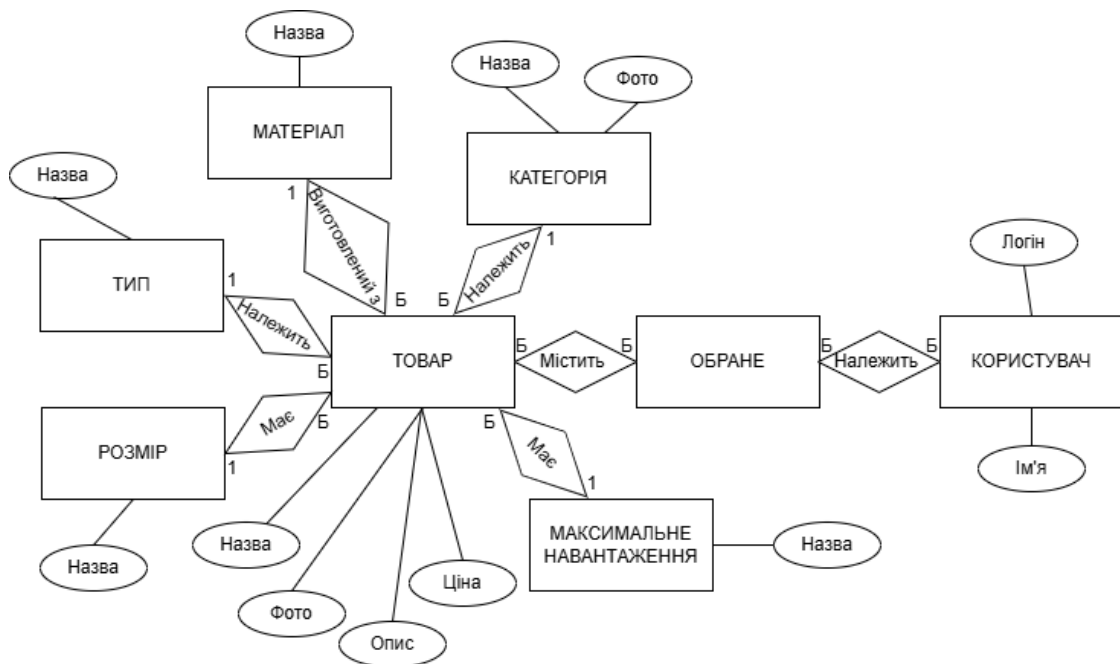 Назва
Назва
Фото
МАТЕРІАЛ
Назва
КАТЕГОРІЯ
1
Виготовлений з
Б
1
Належить
Б
ТИП
1
Належить
Б
Логін
ТОВАР
Б
Містить
Б
ОБРАНЕ
Б
Належить
Б
КОРИСТУВАЧ
РОЗМІР
1
Має
Б
Б
Має
1
Ім'я
Назва
Назва
Фото
Опис
Ціна
МАКСИМАЛЬНЕ
НАВАНТАЖЕННЯ
Назва